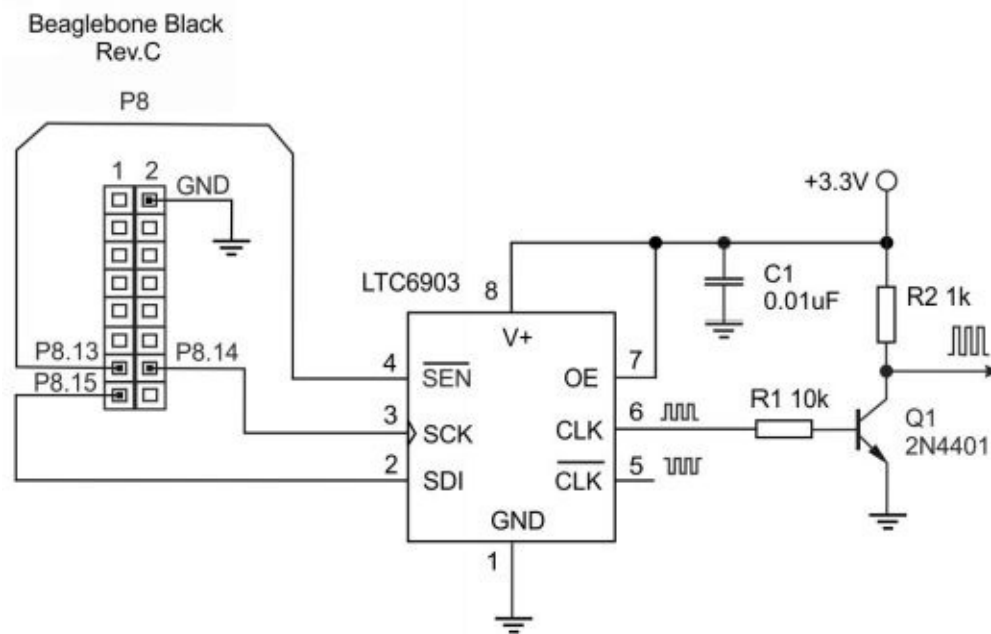 Beaglebone Black
Rev.C
P8
1 2
GND
+3.3V
LTC6903
8
C1
0.01uF
R2 1k
V+
P8.13
P8.14
P8.15
4
SEN
OE
7
3
SCK
CLK
6
R1 10k
Q1
2N4401
2
SDI
CLK
5
GND
1